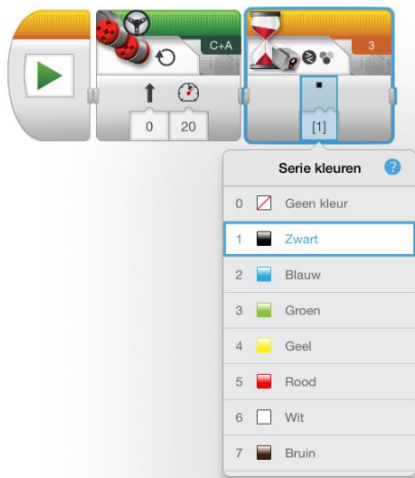 C+A
3
0 20
[1]
Serie kleuren ?
0 Geen kleur
1 Zwart
2 Blauw
3 Groen
4 Geel
5 Rood
6 Wit
7 Bruin